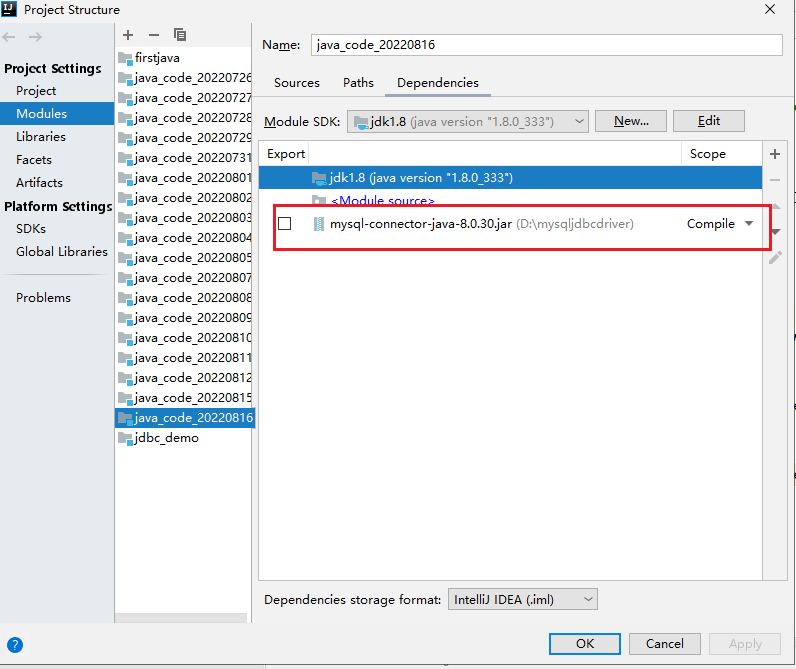 Project Structure
Name: java_code_20220816
Project Settings
Project
Modules
Libraries
Facets
Artifacts
Platform Settings
SDKs
Global Libraries
Problems
firstjava
java_code_20220726
java_code_20220727
java_code_20220728
java_code_20220729
java_code_20220731
java_code_20220801
java_code_20220802
java_code_20220803
java_code_20220804
java_code_20220805
java_code_20220807
java_code_20220808
java_code_20220809
java_code_20220810
java_code_20220811
java_code_20220812
java_code_20220815
java_code_20220816
jdbc_demo
Sources Paths Dependencies
Module SDK: jdk1.8 (java version "1.8.0_333") New... Edit
Export Scope
jdk1.8 (java version "1.8.0_333")
<Module source>
mysql-connector-java-8.0.30.jar (D:\mysqljdbcdriver) Compile
Dependencies storage format: IntelliJ IDEA (.iml)
? OK Cancel Apply